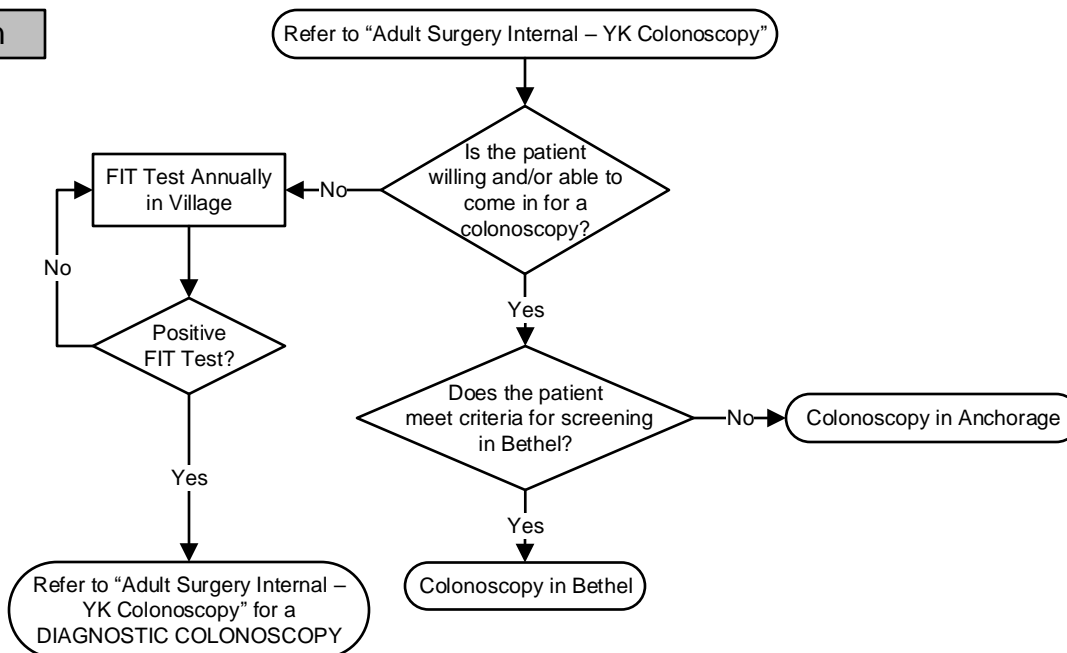 Refer to “Adult Surgery Internal – YK Colonoscopy”
Is the patient
willing and/or able to
come in for a
colonoscopy?
No
FIT Test Annually
in Village
No
Positive
FIT Test?
Yes
Refer to “Adult Surgery Internal –
YK Colonoscopy” for a
DIAGNOSTIC COLONOSCOPY
Yes
Does the patient
meet criteria for screening
in Bethel?
No
Colonoscopy in Anchorage
Yes
Colonoscopy in Bethel